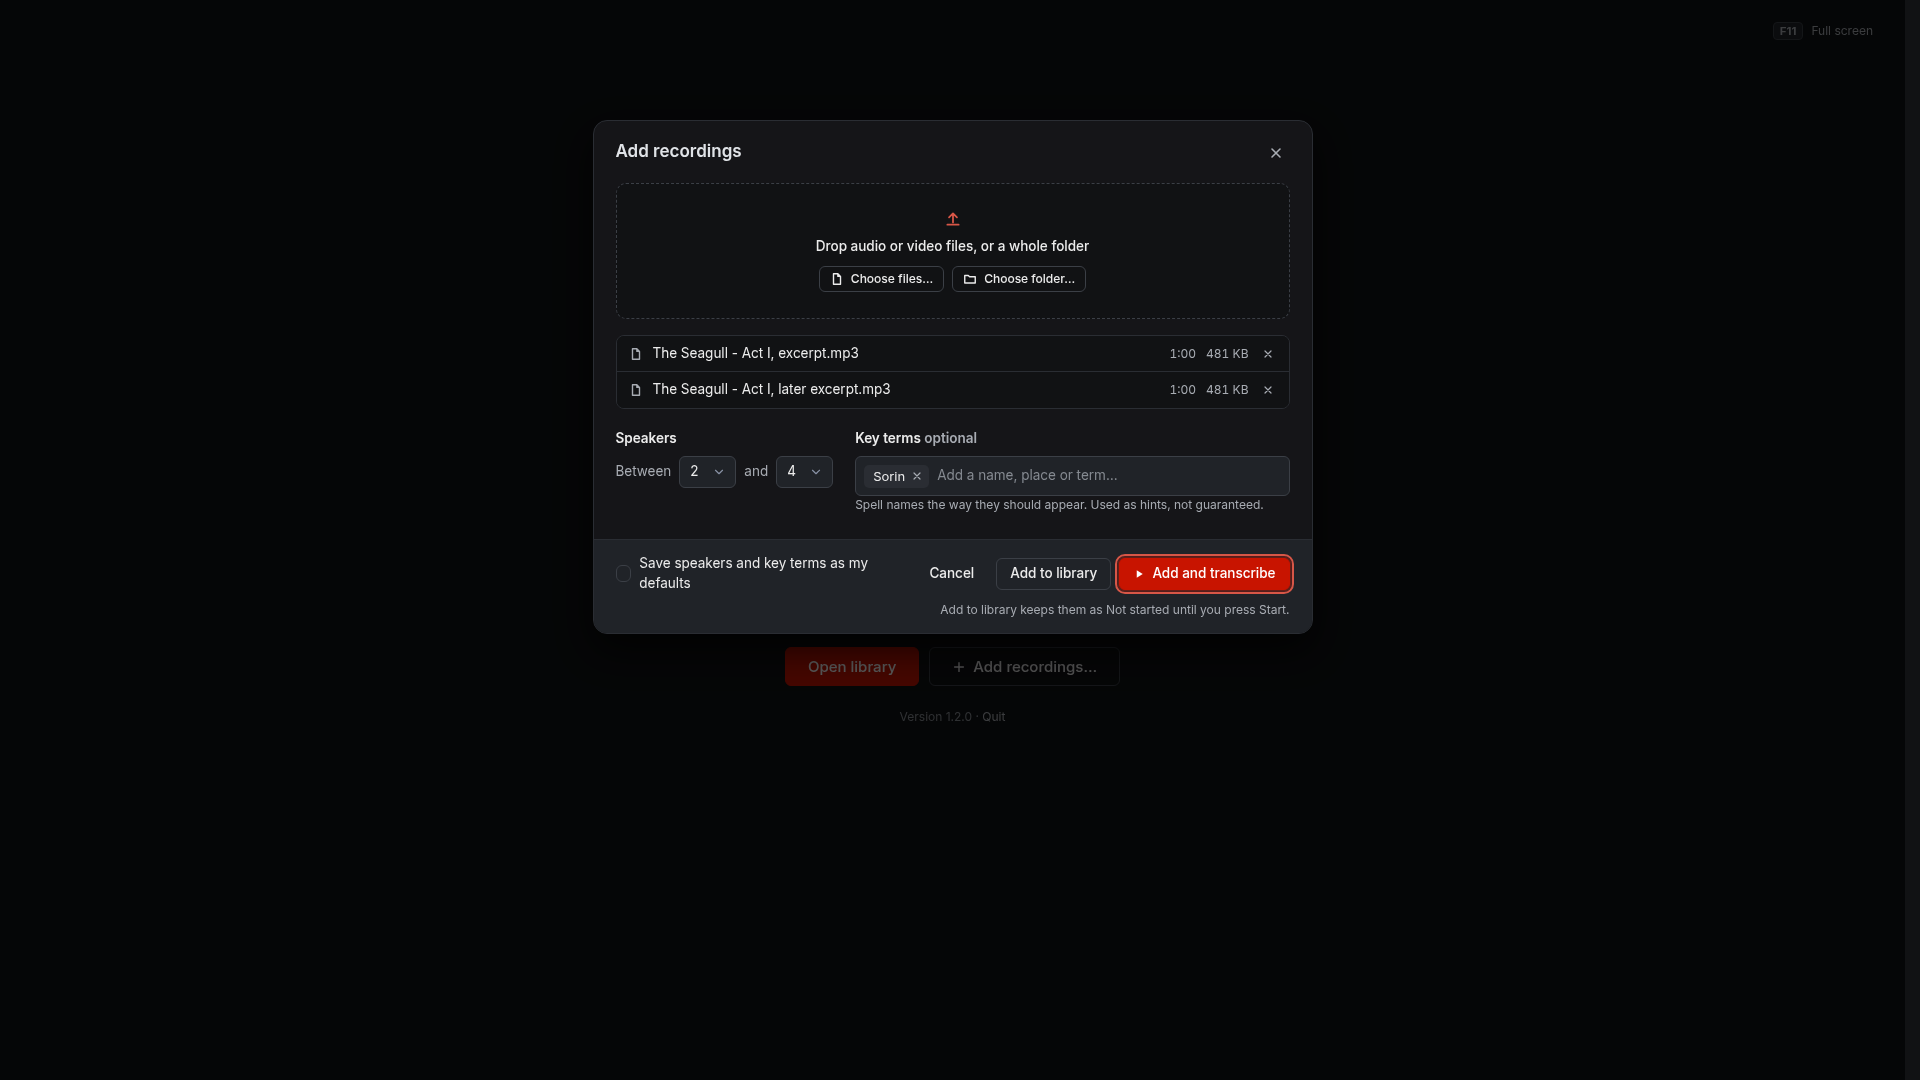 F11 Full screen
Add recordings
Drop audio or video files, or a whole folder
Choose files...
Choose folder...
The Seagull - Act I, excerpt.mp3 1:00 481 KB
The Seagull - Act I, later excerpt.mp3 1:00 481 KB
Speakers
Between 2 and 4
Key terms optional
Sorin Add a name, place or term...
Spell names the way they should appear. Used as hints, not guaranteed.
Save speakers and key terms as my
defaults
Cancel
Add to library
Add and transcribe
Add to library keeps them as Not started until you press Start.
Open library
Add recordings...
Version 1.2.0 · Quit